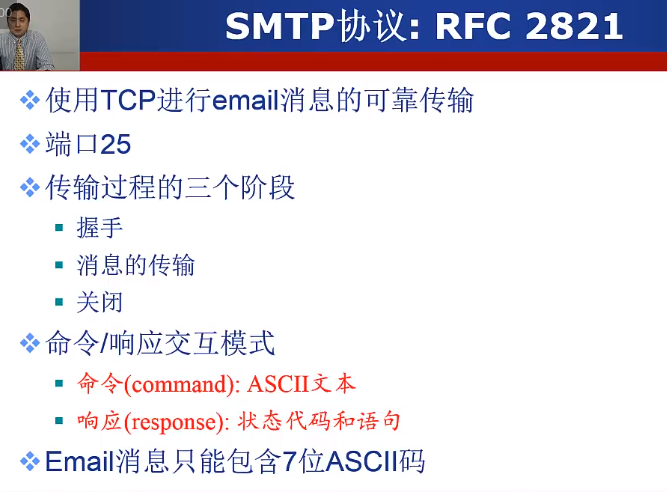 00
SMTP协议: RFC 2821
使用TCP进行email消息的可靠传输
端口25
传输过程的三个阶段
握手
消息的传输
关闭
命令/响应交互模式
命令(command): ASCII文本
响应(response): 状态代码和语句
Email消息只能包含7位ASCII码